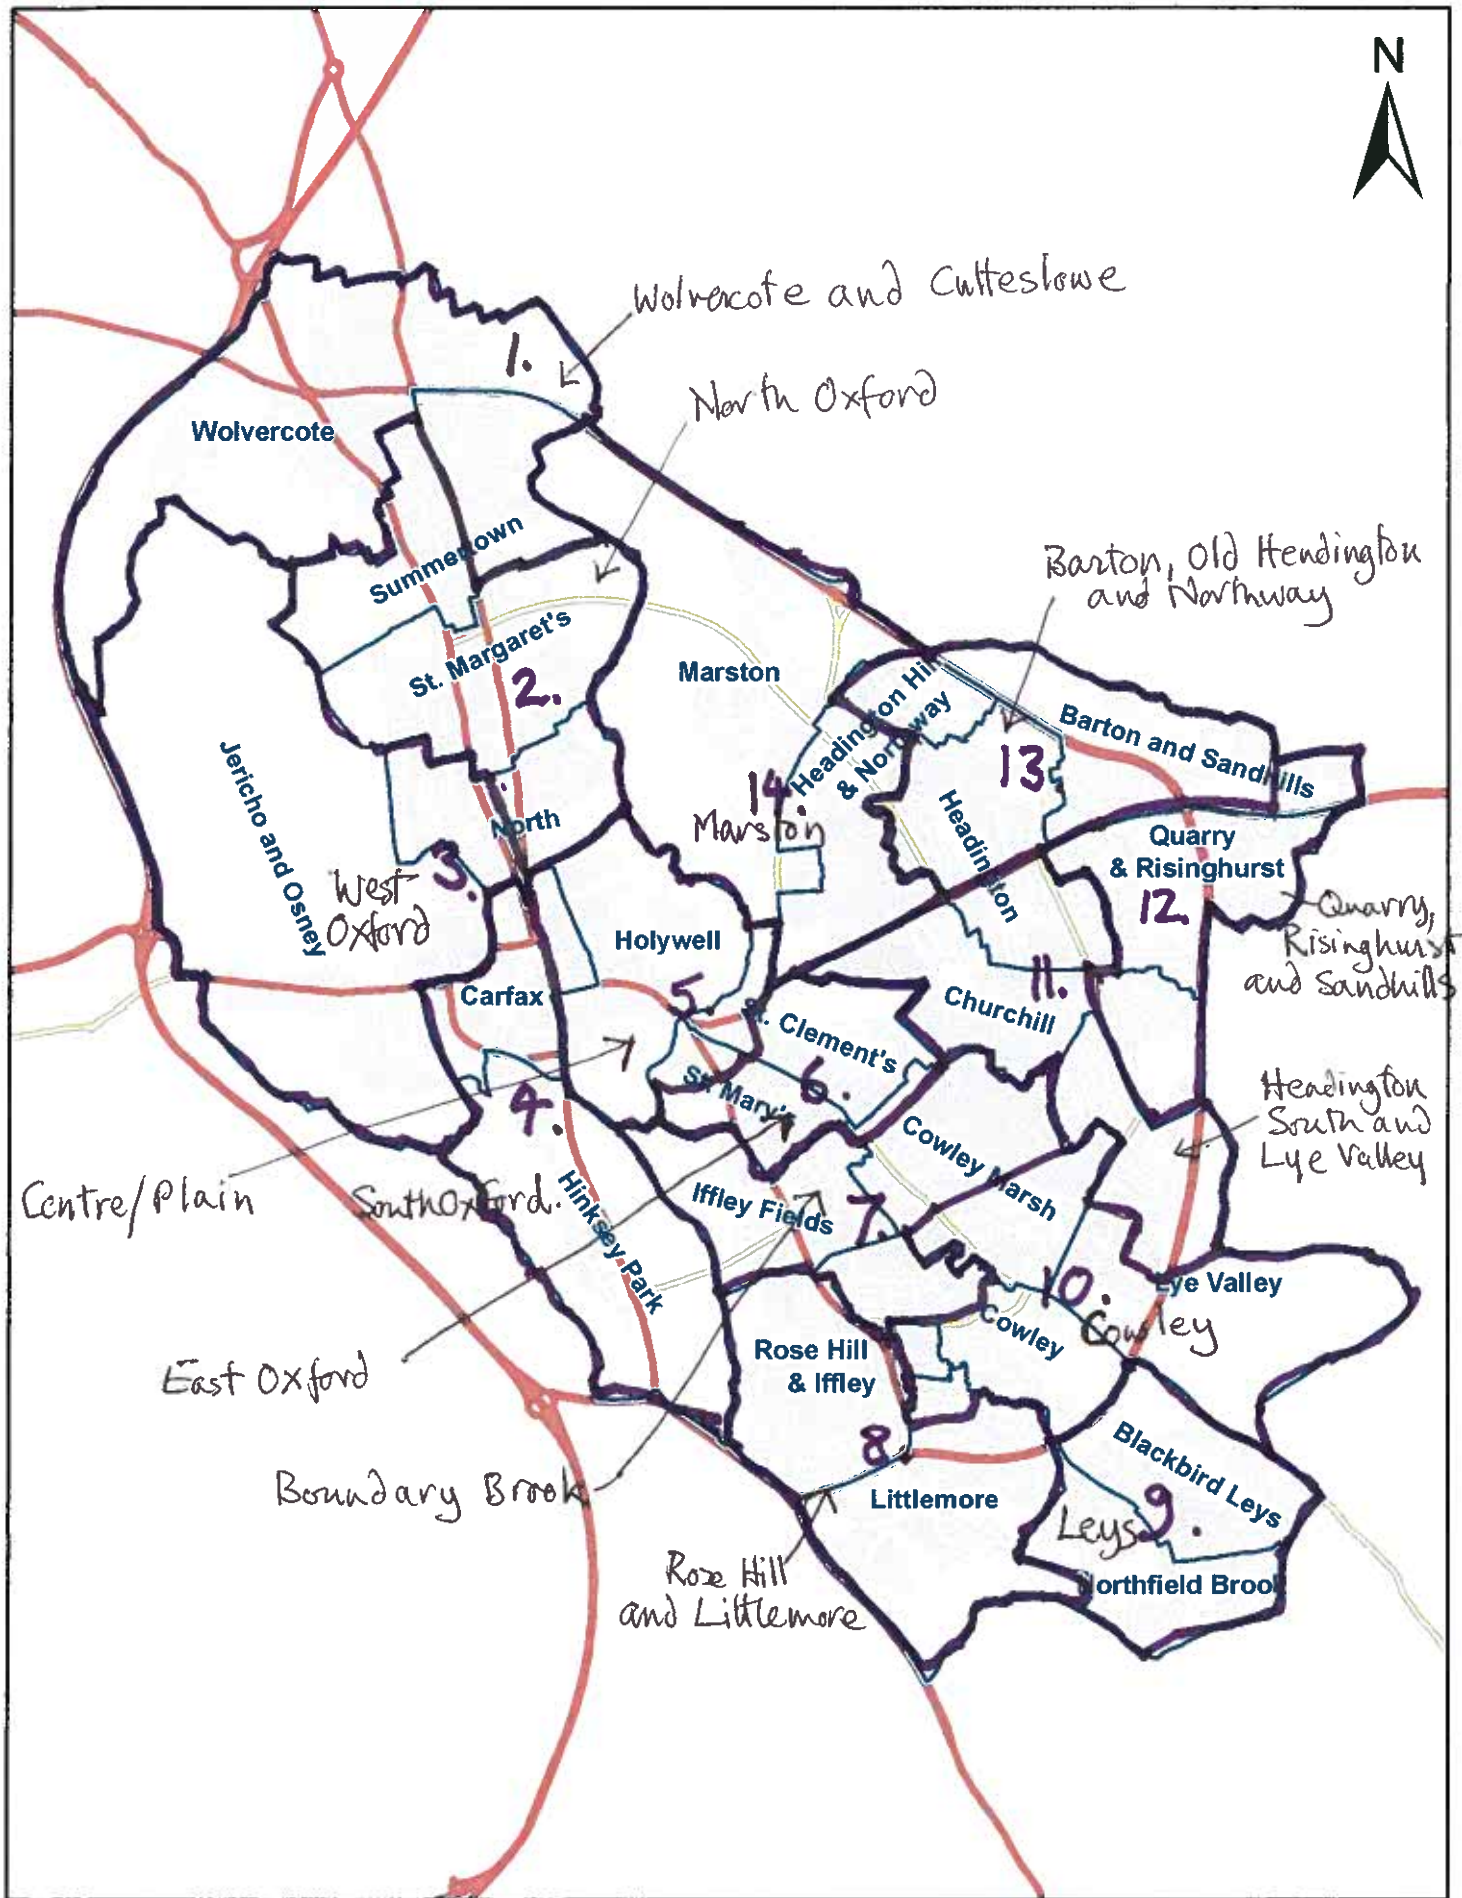 N
Wolvercote and Cutteslowe
1.
North Oxford
Wolvercote
Summertown
Barton, Old Headington
and Northway
St. Margaret's
2.
Marston
Headington Hill
& Northway
Barton and Sandhills
13
Jericho and Osney
14.
Marston
North
Headington
Quarry
& Risinghurst
3.
West
Oxford
12.
Quarry,
Risinghurst
and Sandhills
Holywell
Carfax
5.
11.
Churchill
St. Clement's
St. Mary's
6.
4.
Headington
South and
Lye Valley
Cowley Marsh
Centre/Plain
South Oxford.
Hinksey Park
Iffley Fields
7.
Lye Valley
10.
Cowley
Cowley
East Oxford
Rose Hill
& Iffley
8.
Blackbird Leys
Boundary Brook
Littlemore
Leys
9.
Rose Hill
and Littlemore
Northfield Brook